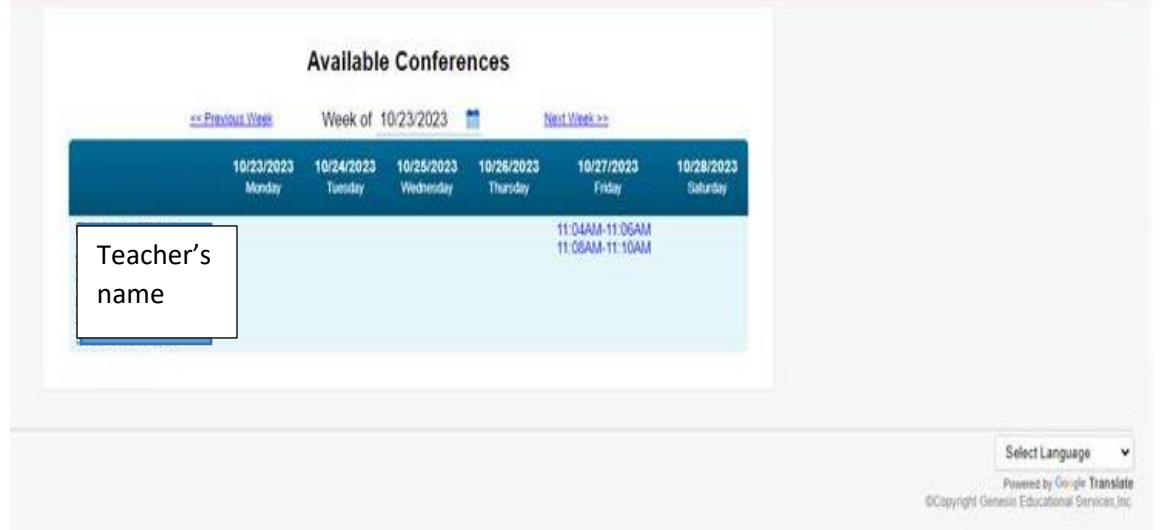 Available Conferences
<< Previous Week Week of 10/23/2023 Next Week >>
10/23/2023 10/24/2023 10/25/2023 10/26/2023 10/27/2023 10/28/2023
Monday Tuesday Wednesday Thursday Friday Saturday
11:04AM-11:06AM
11:08AM-11:10AM
Teacher’s
name
Select Language
Powered by Google Translate
©Copyright Genesis Educational Services, Inc.